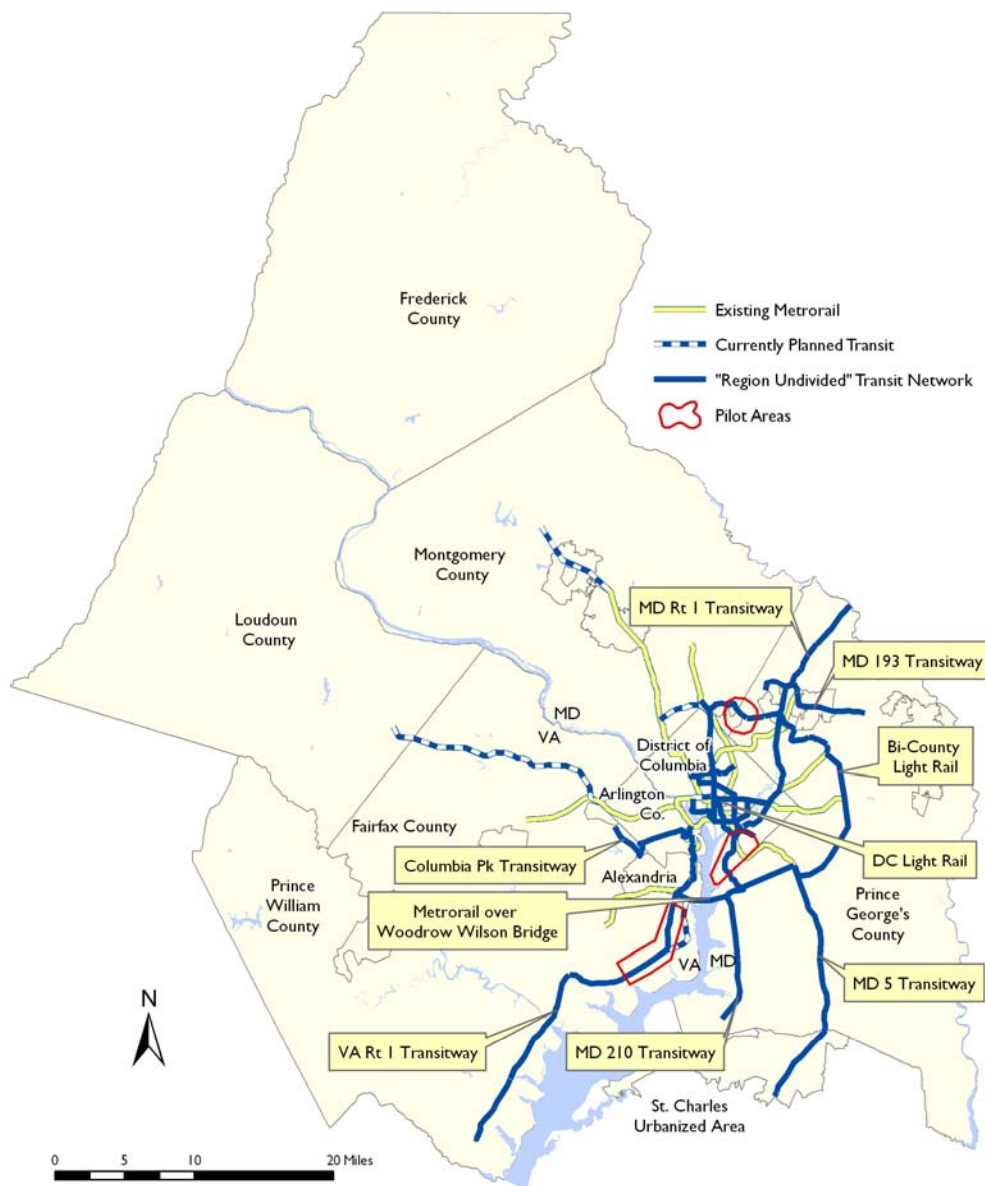 Frederick
County
Existing Metrorail
Currently Planned Transit
"Region Undivided" Transit Network
Pilot Areas
Montgomery
County
MD Rt 1 Transitway
Loudoun
County
MD 193 Transitway
MD
VA
District of
Columbia
Bi-County
Light Rail
Arlington
Co.
Fairfax County
DC Light Rail
Columbia Pk Transitway
Alexandria
Prince
William
County
Prince
George's
County
Metrorail over
Woodrow Wilson Bridge
VA
MD
MD 5 Transitway
N
VA Rt 1 Transitway
MD 210 Transitway
St. Charles
Urbanized Area
0 5 10 20 Miles